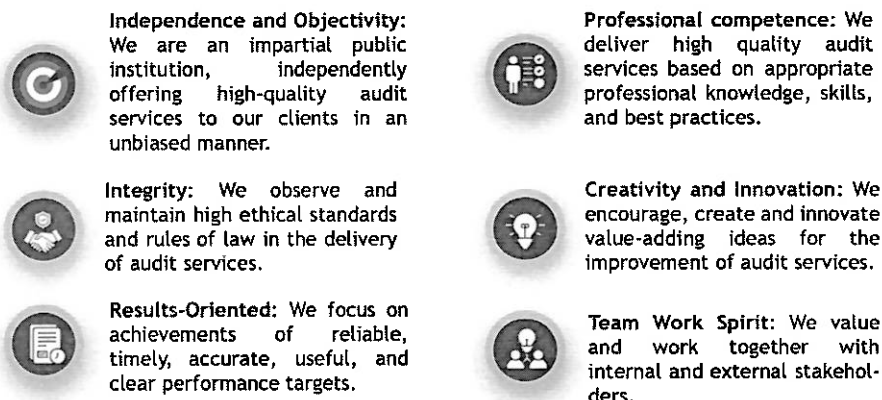 Independence and Objectivity:
We are an impartial public
institution, independently
offering high-quality audit
services to our clients in an
unbiased manner.
Professional competence: We
deliver high quality audit
services based on appropriate
professional knowledge, skills,
and best practices.
Integrity: We observe and
maintain high ethical standards
and rules of law in the delivery
of audit services.
Creativity and Innovation: We
encourage, create and innovate
value-adding ideas for the
improvement of audit services.
Results-Oriented: We focus on
achievements of reliable,
timely, accurate, useful, and
clear performance targets.
Team Work Spirit: We value
and work together with
internal and external stakehol-
ders.